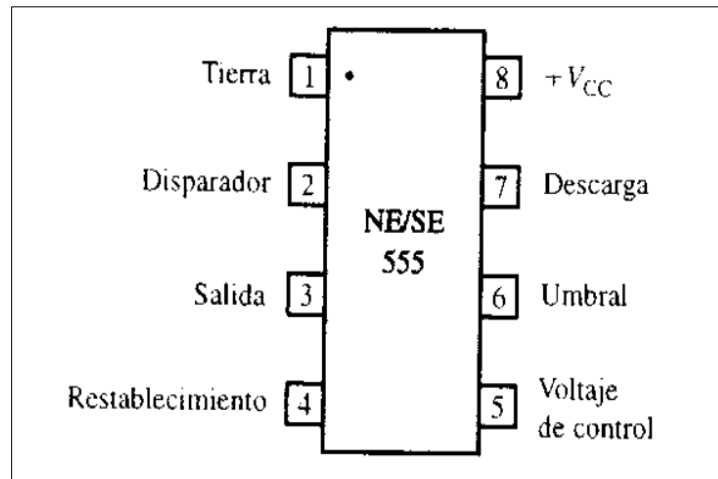 Tierra 1 8 +V_CC
Disparador 2 7 Descarga
NE/SE
555
Salida 3 6 Umbral
Restablecimiento 4 5 Voltaje
de control